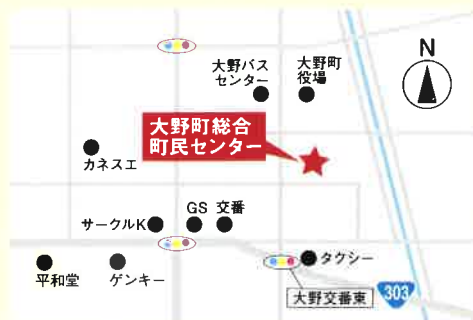 N
大野バス
センター
大野町
役場
大野町総合
町民センター
カネスエ
サークルK
GS
交番
平和堂
ゲンキー
タクシー
大野交番東
303